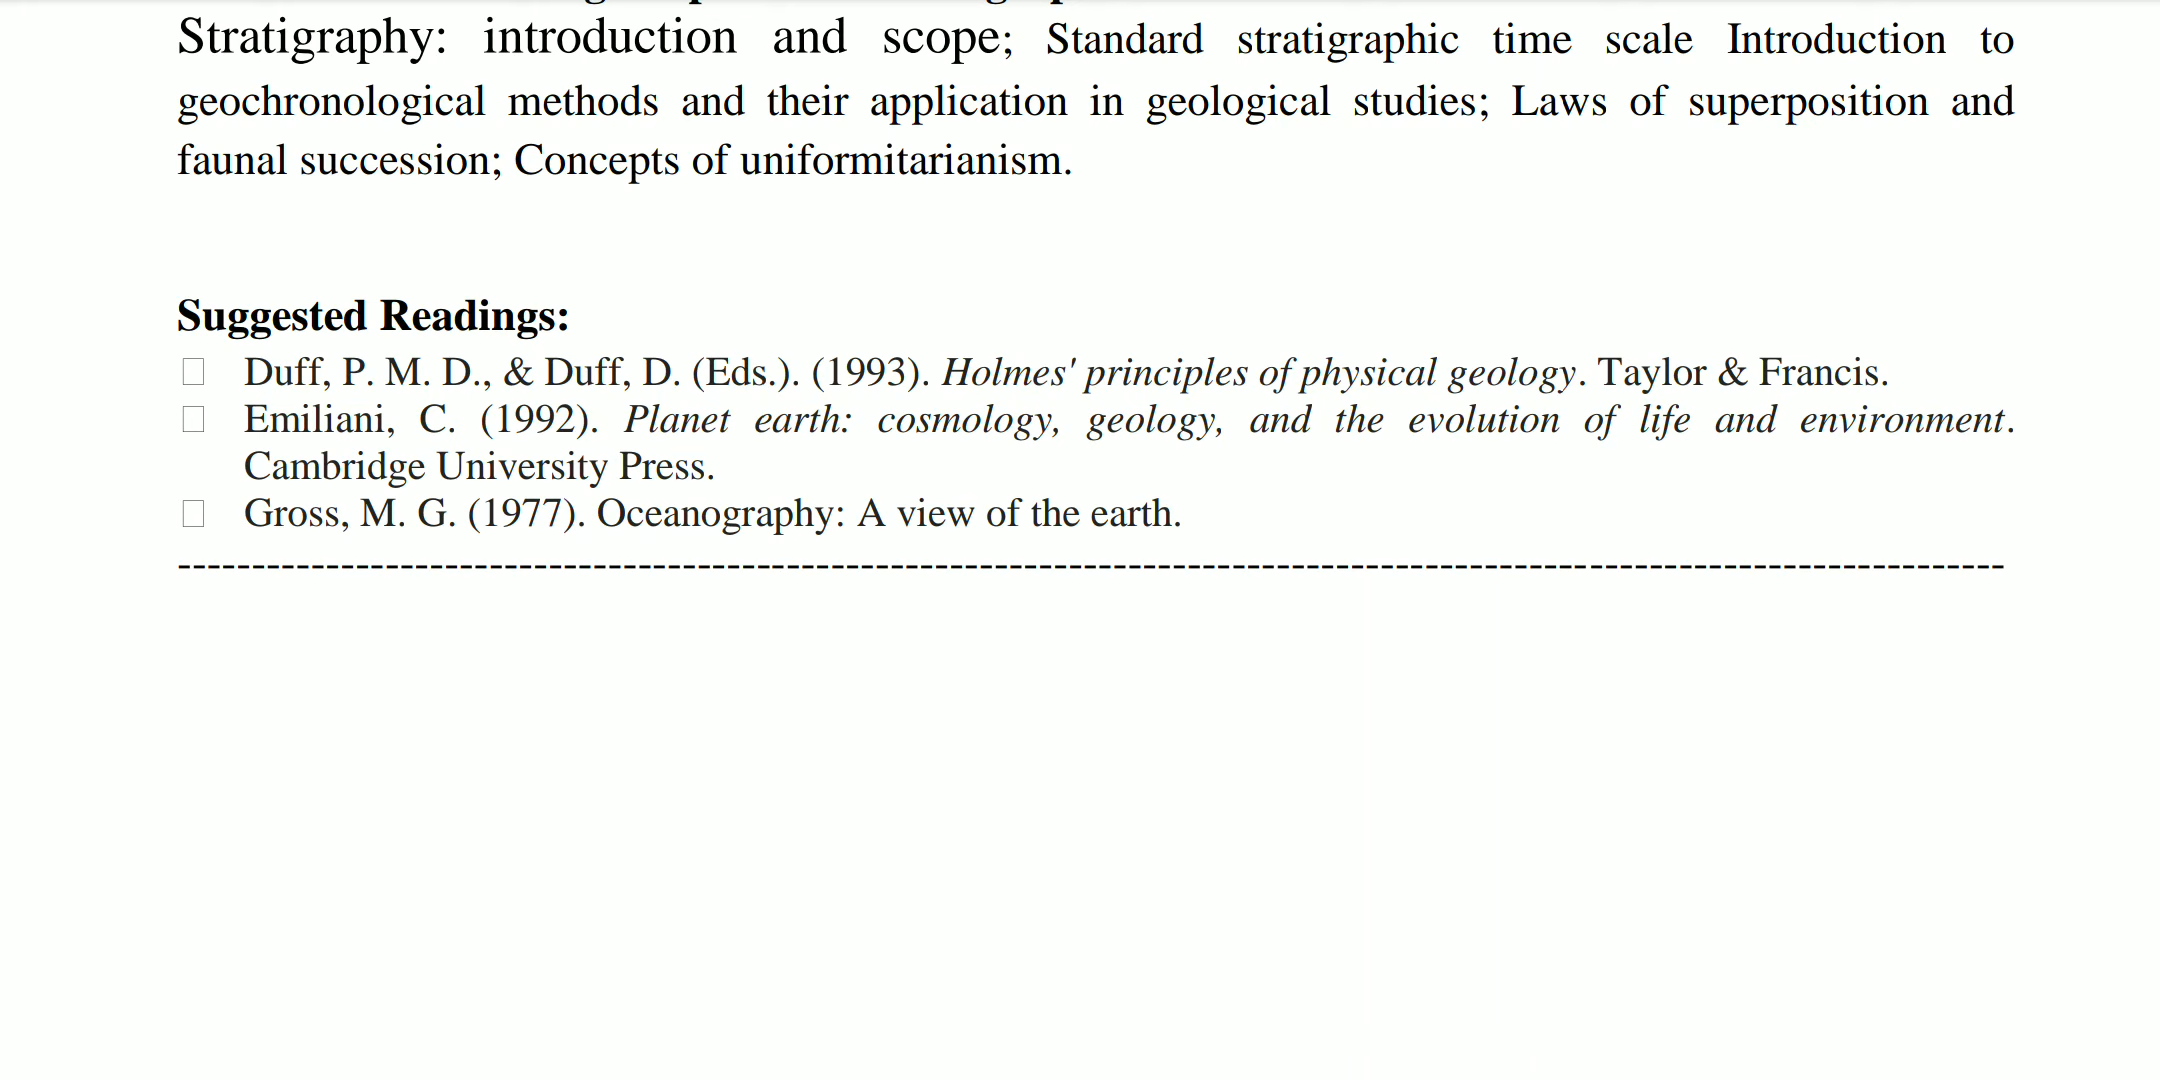 Stratigraphy: introduction and scope; Standard stratigraphic time scale Introduction to
geochronological methods and their application in geological studies; Laws of superposition and
faunal succession; Concepts of uniformitarianism.
Suggested Readings:
Duff, P. M. D., & Duff, D. (Eds.). (1993). Holmes' principles of physical geology. Taylor & Francis.
Emiliani, C. (1992). Planet earth: cosmology, geology, and the evolution of life and environment.
Cambridge University Press.
Gross, M. G. (1977). Oceanography: A view of the earth.